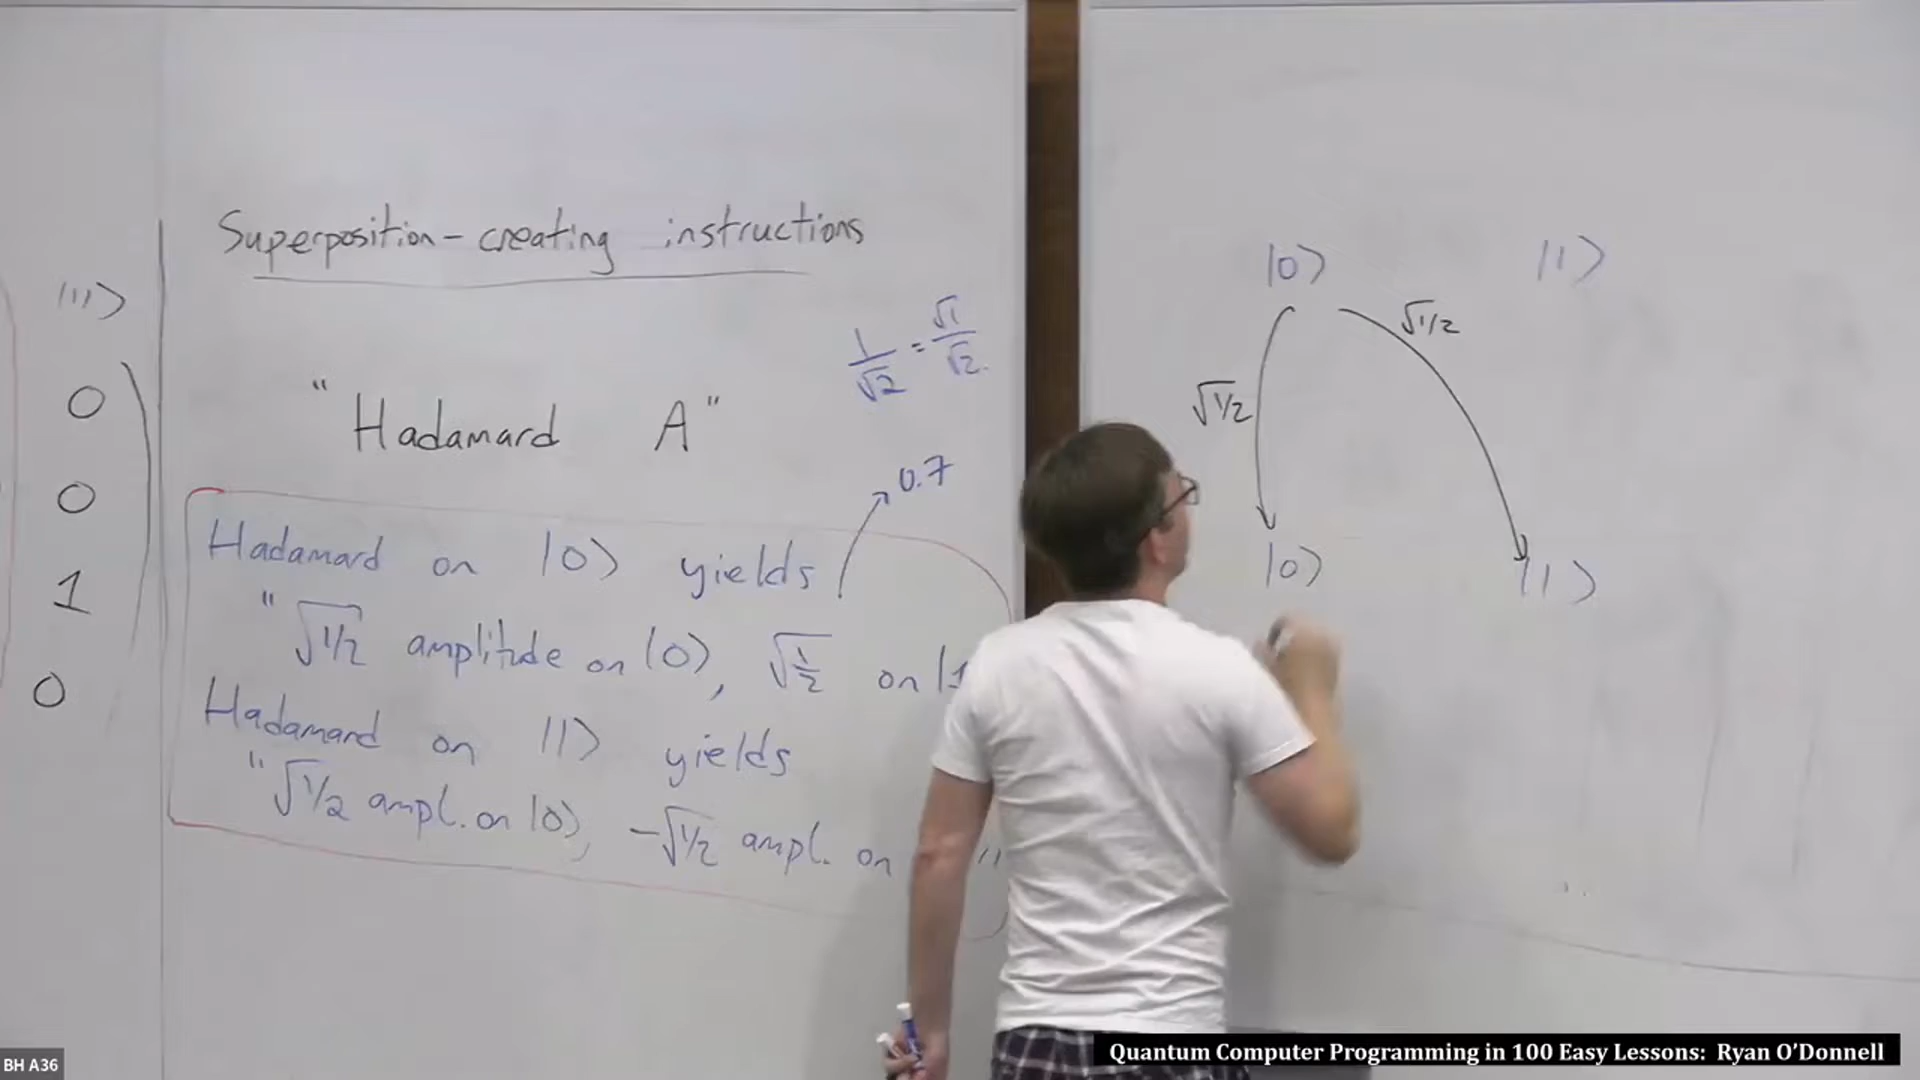 |11⟩
0
0
1
0
Superposition-creating instructions
1/√2 = √1/√2.
"Hadamard A"
0.7
Hadamard on |0⟩ yields
"√1/2 amplitude on |0⟩, √1/2 on |1
Hadamard on |1⟩ yields
"√1/2 ampl. on |0⟩, -√1/2 ampl. on "
|0⟩ |1⟩
√1/2
√1/2
|0⟩ |1⟩
BH A36
Quantum Computer Programming in 100 Easy Lessons: Ryan O'Donnell